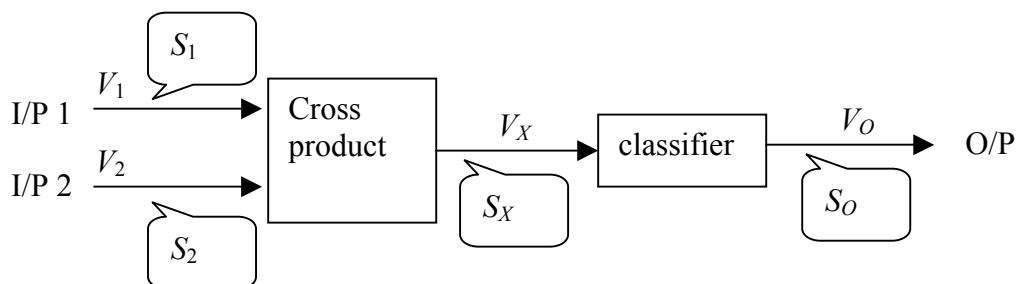 S1
V1
I/P 1
Cross
product
VX
classifier
VO
O/P
V2
I/P 2
S2
SX
SO